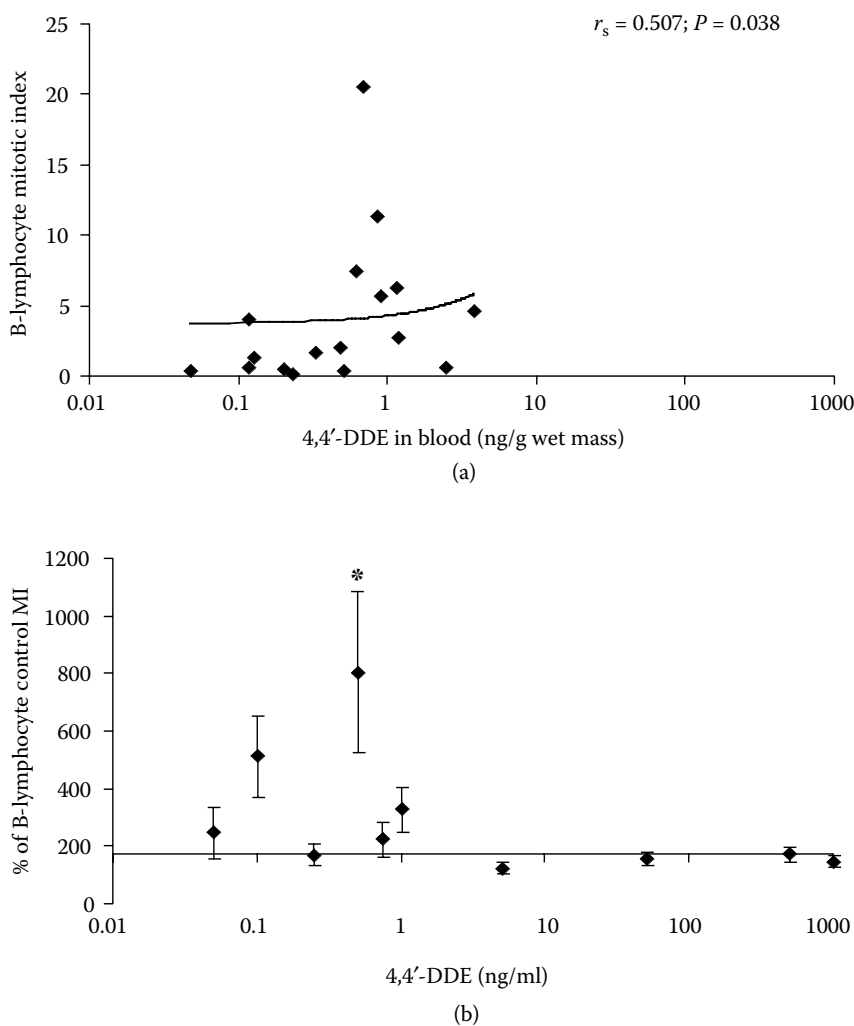 25
20
15
10
5
0
B-lymphocyte mitotic index
rs = 0.507; P = 0.038
0.01 0.1 1 10 100 1000
4,4′-DDE in blood (ng/g wet mass)
(a)
1200
1000
800
600
400
200
0
% of B-lymphocyte control MI
*
0.01 0.1 1 10 100 1000
4,4′-DDE (ng/ml)
(b)